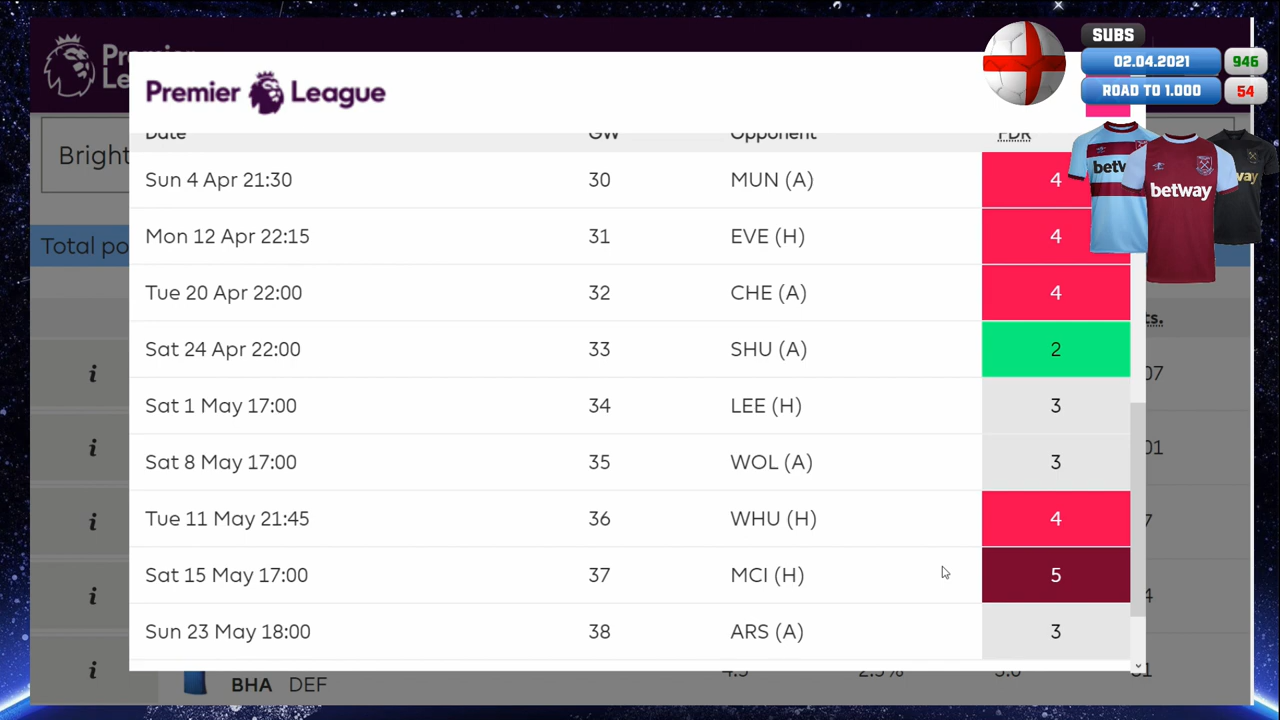 SUBS
02.04.2021 946
ROAD TO 1.000 54
Premier League
Bright
Total po
Date GW Opponent FDR
Sun 4 Apr 21:30 30 MUN (A) 4
Mon 12 Apr 22:15 31 EVE (H) 4
Tue 20 Apr 22:00 32 CHE (A) 4
Sat 24 Apr 22:00 33 SHU (A) 2
Sat 1 May 17:00 34 LEE (H) 3
Sat 8 May 17:00 35 WOL (A) 3
Tue 11 May 21:45 36 WHU (H) 4
Sat 15 May 17:00 37 MCI (H) 5
Sun 23 May 18:00 38 ARS (A) 3
BHA DEF
betway